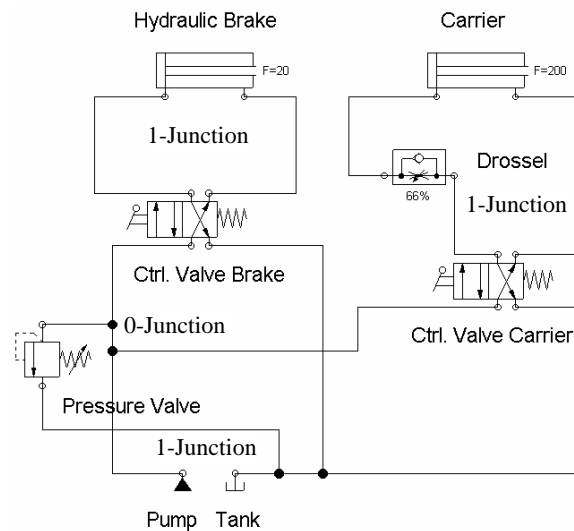 Hydraulic Brake
Carrier
F=20
F=200
1-Junction
Drossel
66%
1-Junction
Ctrl. Valve Brake
0-Junction
Ctrl. Valve Carrier
Pressure Valve
1-Junction
Pump
Tank